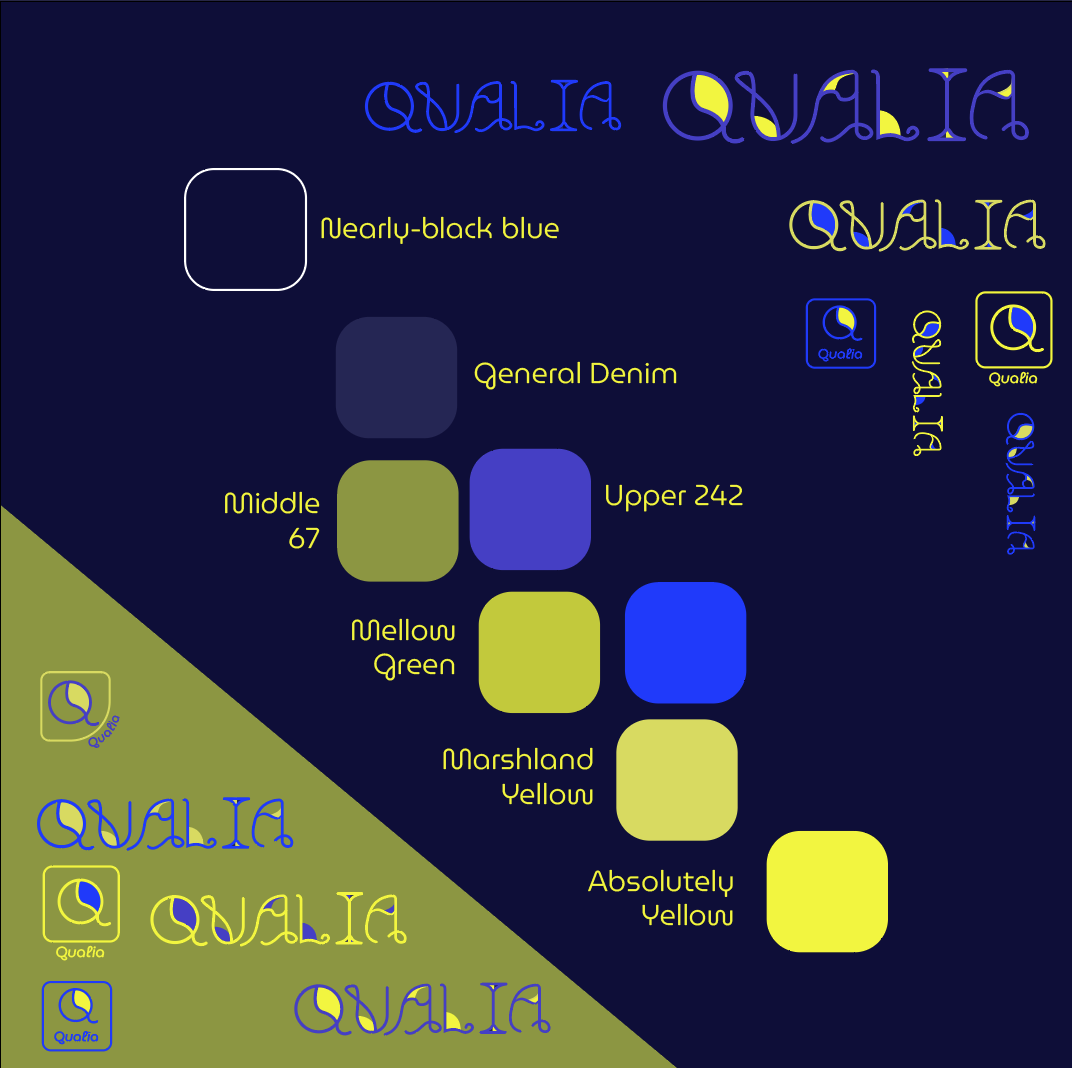 QUALIA
QUALIA
QUALIA
Nearly-black blue
Qualia
QUALIA
Qualia
General Denim
QUALIA
Middle
67
Upper 242
Mellow
Green
Qualia
Marshland
Yellow
QUALIA
Absolutely
Yellow
QUALIA
Qualia
QUALIA
Qualia